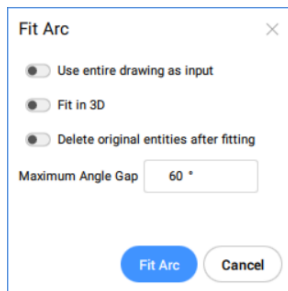 Fit Arc
Use entire drawing as input
Fit in 3D
Delete original entities after fitting
Maximum Angle Gap 60 °
Fit Arc Cancel